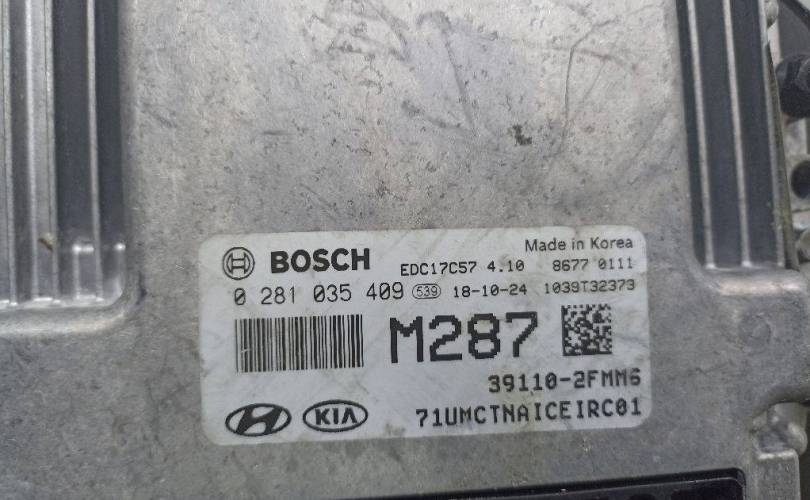 Made in Korea
BOSCH EDC17C57 4.10 8677 0111
0 281 035 409 539 18-10-24 1039T32373
M287
39110-2FMM6
KIA 71UMCTNAICEIRC01